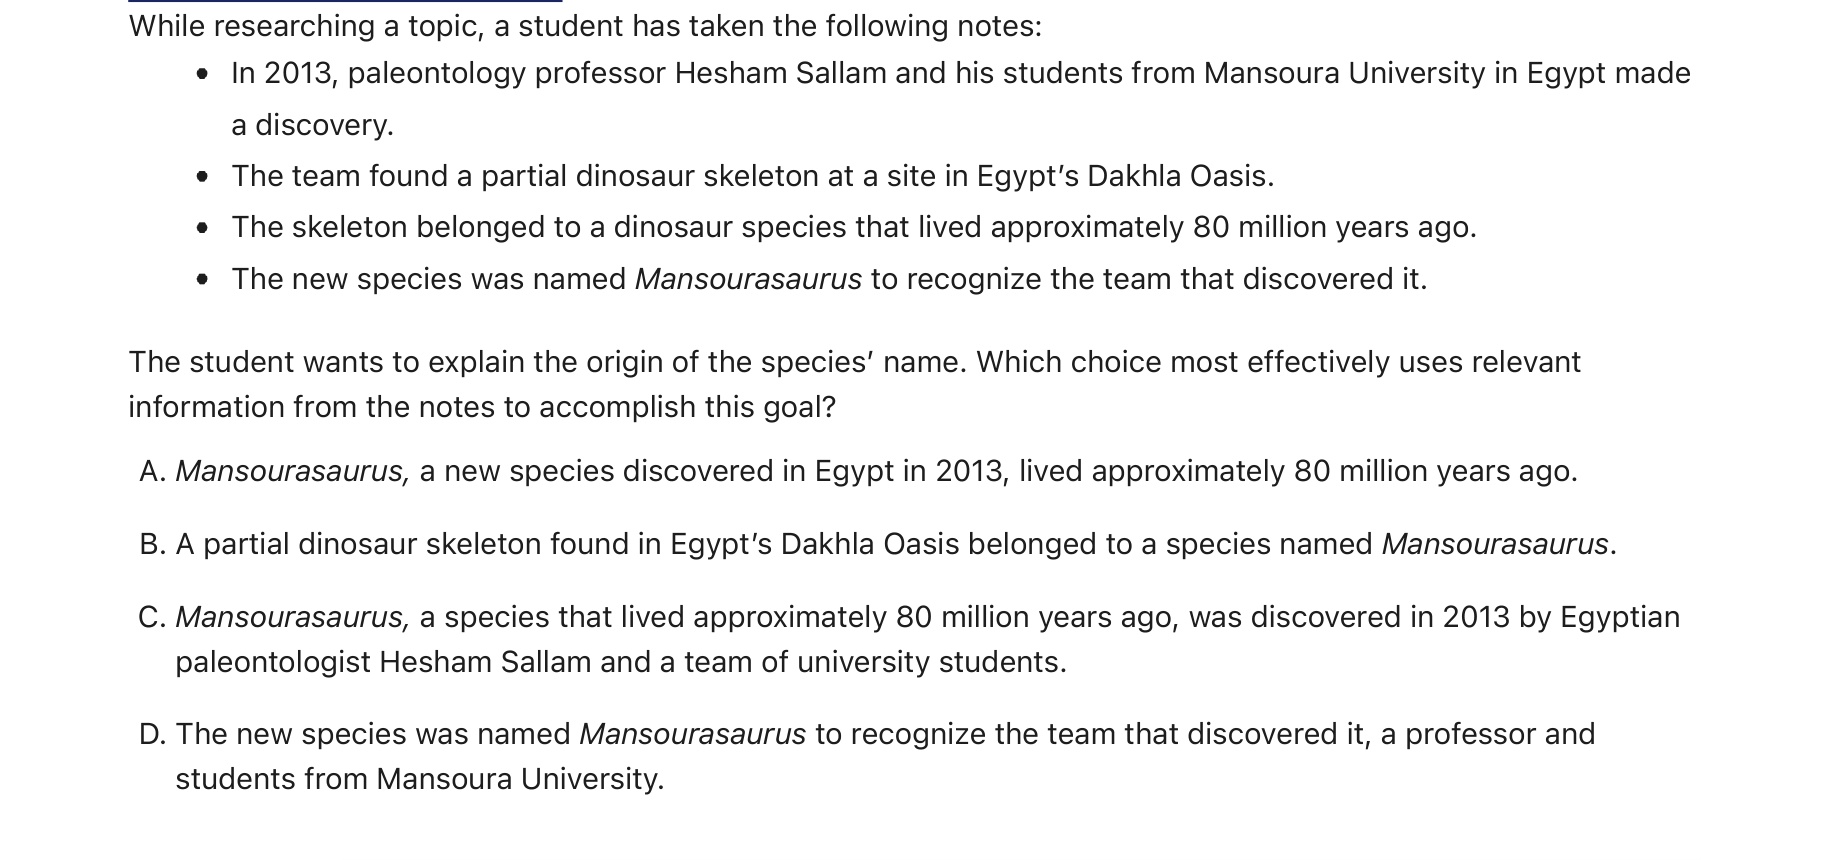 While researching a topic, a student has taken the following notes:
• In 2013, paleontology professor Hesham Sallam and his students from Mansoura University in Egypt made
a discovery.
• The team found a partial dinosaur skeleton at a site in Egypt’s Dakhla Oasis.
• The skeleton belonged to a dinosaur species that lived approximately 80 million years ago.
• The new species was named Mansourasaurus to recognize the team that discovered it.
The student wants to explain the origin of the species’ name. Which choice most effectively uses relevant
information from the notes to accomplish this goal?
A. Mansourasaurus, a new species discovered in Egypt in 2013, lived approximately 80 million years ago.
B. A partial dinosaur skeleton found in Egypt’s Dakhla Oasis belonged to a species named Mansourasaurus.
C. Mansourasaurus, a species that lived approximately 80 million years ago, was discovered in 2013 by Egyptian
paleontologist Hesham Sallam and a team of university students.
D. The new species was named Mansourasaurus to recognize the team that discovered it, a professor and
students from Mansoura University.